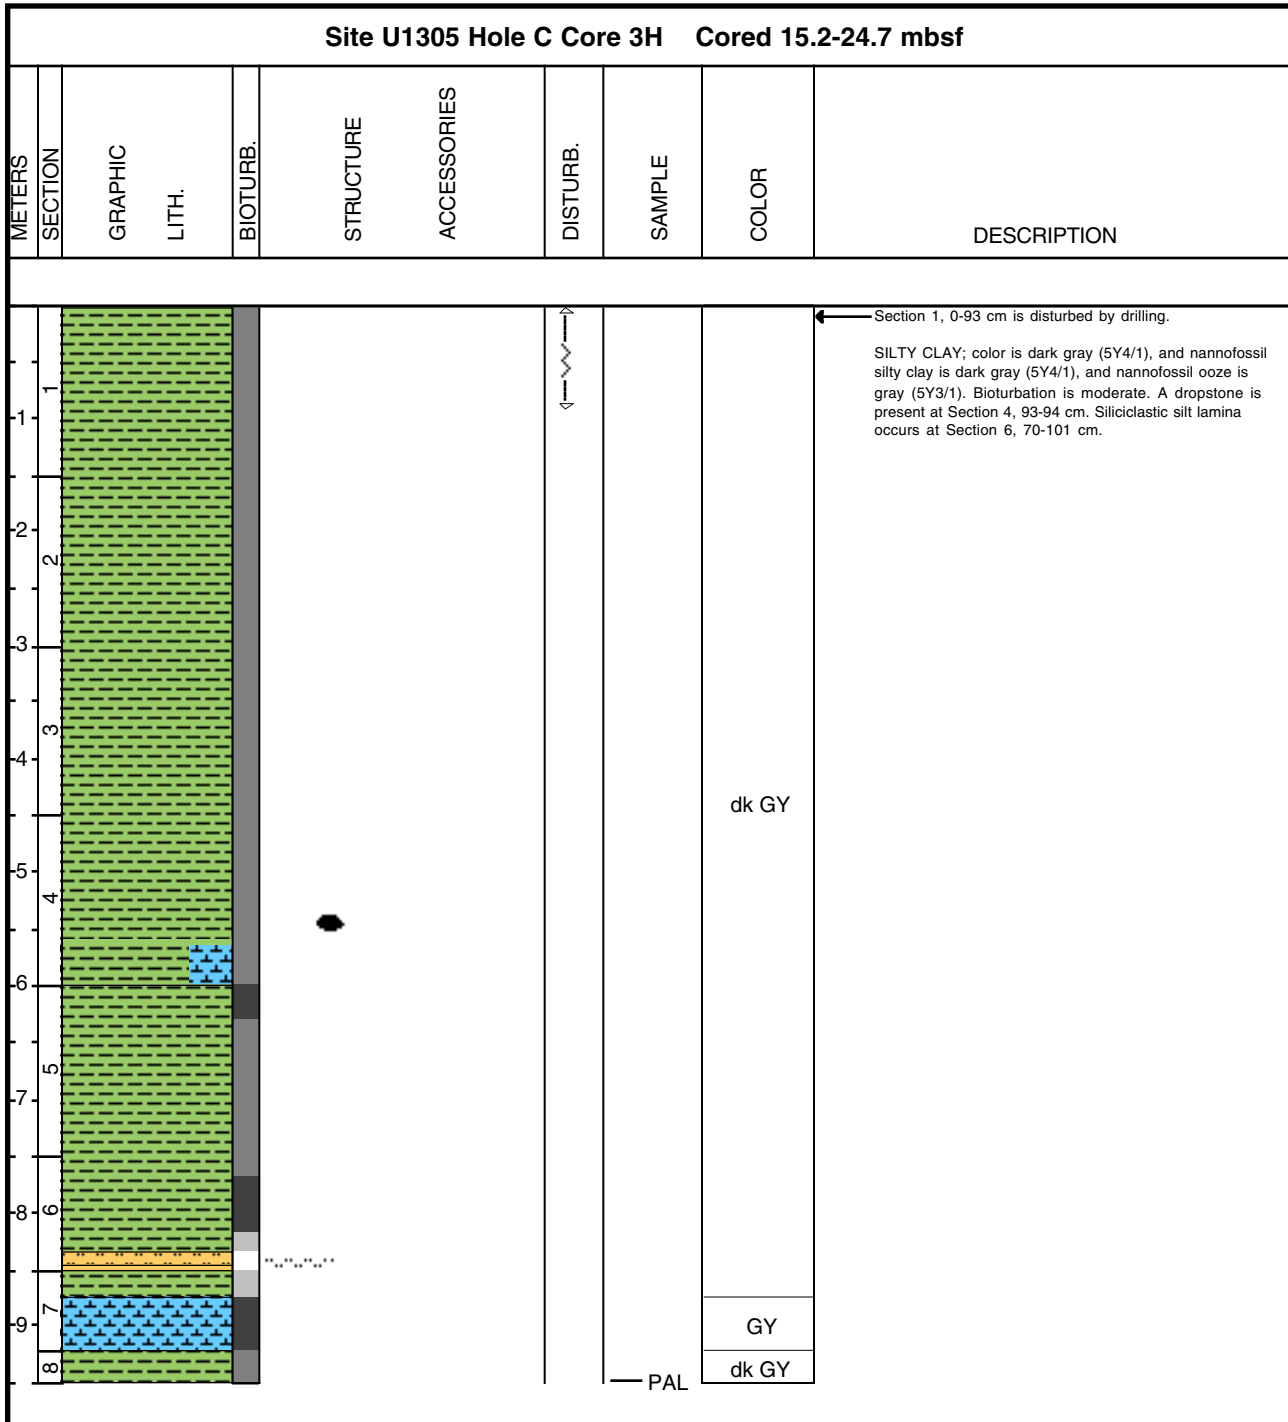 Site U1305 Hole C Core 3H Cored 15.2-24.7 mbsf
METERS
SECTION
GRAPHIC
LITH.
BIOTURB.
STRUCTURE
ACCESSORIES
DISTURB.
SAMPLE
COLOR
DESCRIPTION
Section 1, 0-93 cm is disturbed by drilling.
SILTY CLAY; color is dark gray (5Y4/1), and nannofossil
silty clay is dark gray (5Y4/1), and nannofossil ooze is
gray (5Y3/1). Bioturbation is moderate. A dropstone is
present at Section 4, 93-94 cm. Siliciclastic silt lamina
occurs at Section 6, 70-101 cm.
1
1
2
2
3
3
4
dk GY
5
4
6
5
7
6
8
7
9
GY
8
dk GY
PAL